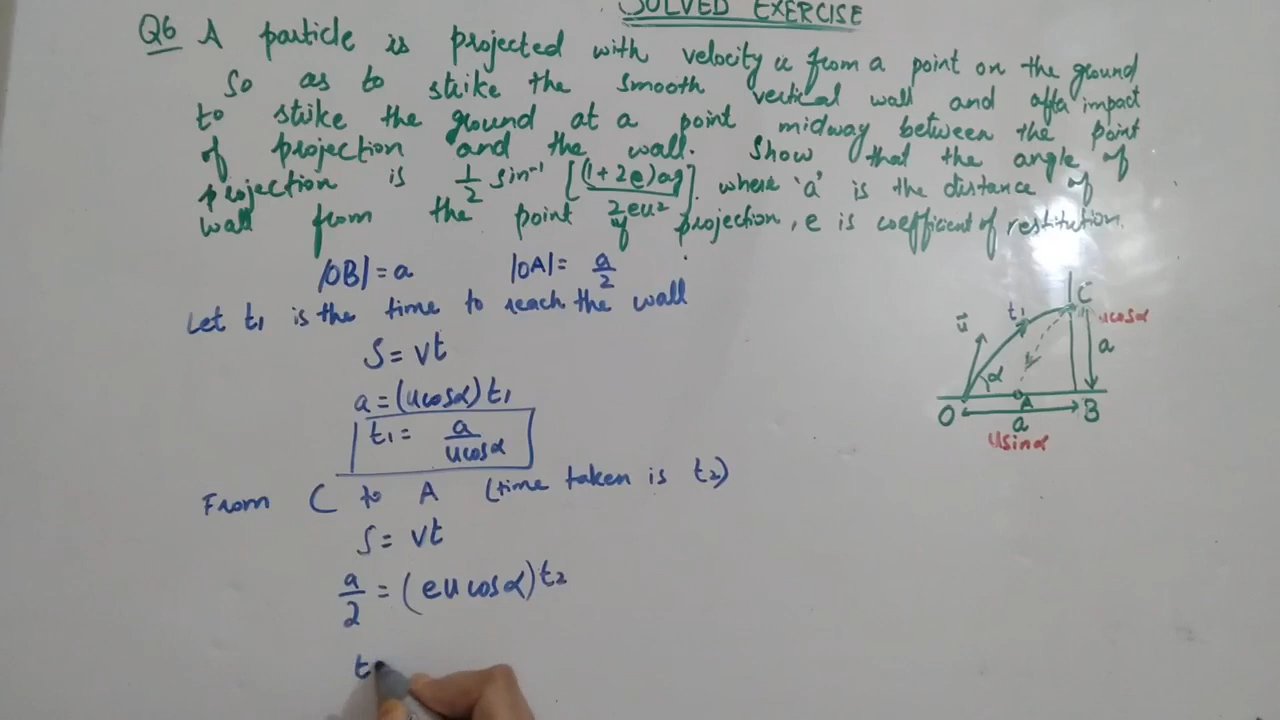 SOLVED EXERCISE
Q6 A particle is projected with velocity u from a point on the ground
So as to strike the smooth vertical wall and after impact
to strike the ground at a point midway between the point
of projection and the wall. Show that the angle of
projection is 1/2 sin⁻¹ [(1+2e)ag / 2eu²] where 'a' is the distance of
wall from the point of projection, e is coefficient of restitution.
|OB| = a |OA| = a/2
Let t₁ is the time to reach the wall
S = vt
a = (ucosα) t₁
t₁ = a/ucosα
From C to A (time taken is t₂)
S = vt
a/2 = (eu cosα) t₂
t
C
t₁
ucosα
u⃗
a
α
O
A
B
a
usinα